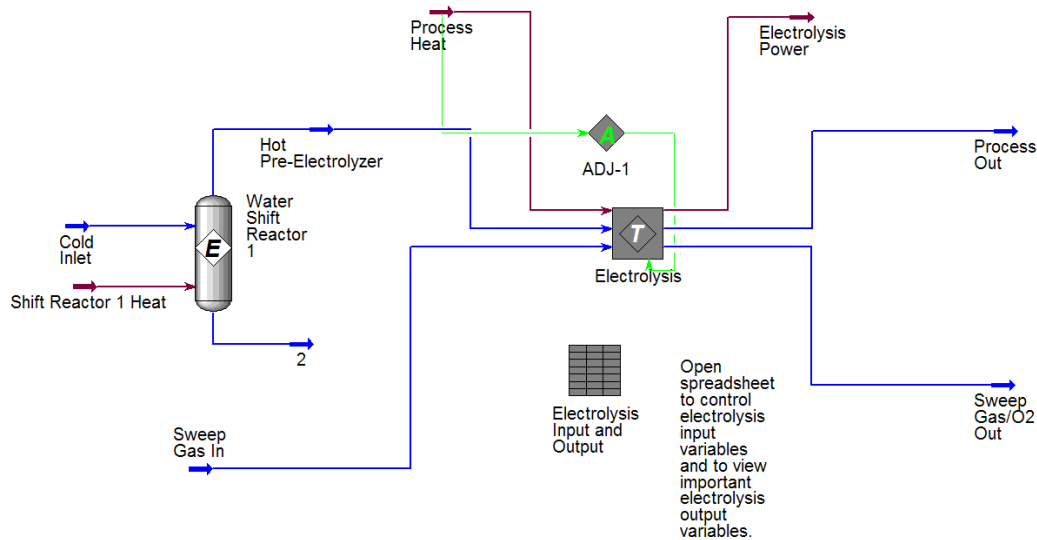 Process
Heat
Electrolysis
Power
A
ADJ-1
Hot
Pre-Electrolyzer
Process
Out
Water
Shift
Reactor
1
Cold
Inlet
E
T
Electrolysis
Shift Reactor 1 Heat
2
Electrolysis
Input and
Output
Open
spreadsheet
to control
electrolysis
input
variables
and to view
important
electrolysis
output
variables.
Sweep
Gas/O2
Out
Sweep
Gas In